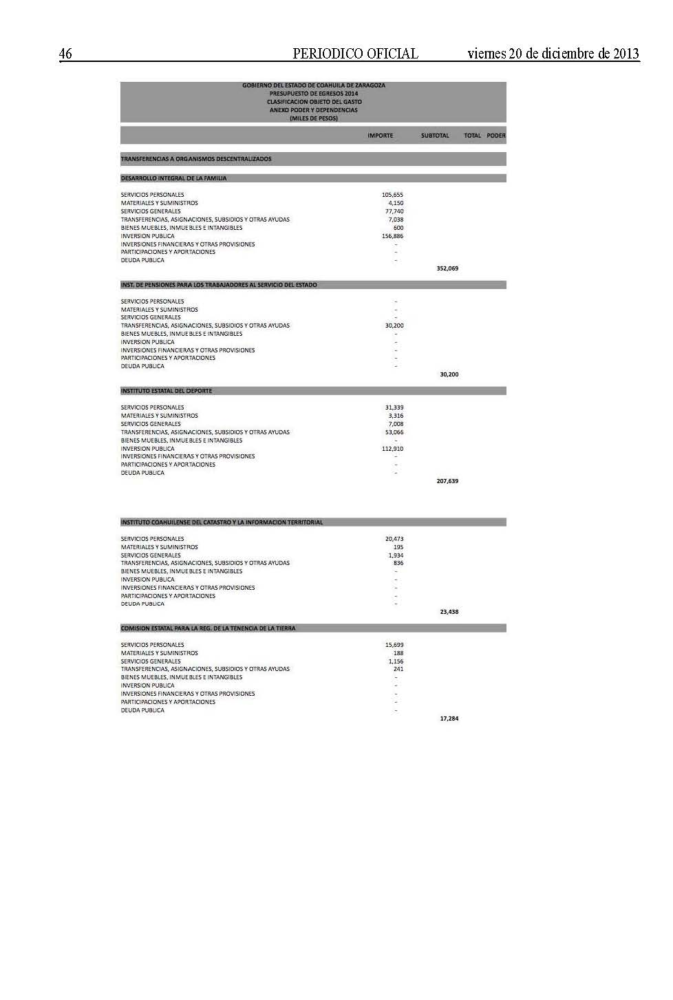 46 PERIODICO OFICIAL viernes 20 de diciembre de 2013
GOBIERNO DEL ESTADO DE COAHUILA DE ZARAGOZA
PRESUPUESTO DE EGRESOS 2014
CLASIFICACION OBJETO DEL GASTO
ANEXO PODER Y DEPENDENCIAS
(MILES DE PESOS)
IMPORTE SUBTOTAL TOTAL PODER
TRANSFERENCIAS A ORGANISMOS DESCENTRALIZADOS
DESARROLLO INTEGRAL DE LA FAMILIA
SERVICIOS PERSONALES 105,655
MATERIALES Y SUMINISTROS 4,150
SERVICIOS GENERALES 77,740
TRANSFERENCIAS, ASIGNACIONES, SUBSIDIOS Y OTRAS AYUDAS 7,038
BIENES MUEBLES, INMUEBLES E INTANGIBLES 600
INVERSION PUBLICA 156,886
INVERSIONES FINANCIERAS Y OTRAS PROVISIONES -
PARTICIPACIONES Y APORTACIONES -
DEUDA PUBLICA -
352,069
INST. DE PENSIONES PARA LOS TRABAJADORES AL SERVICIO DEL ESTADO
SERVICIOS PERSONALES -
MATERIALES Y SUMINISTROS -
SERVICIOS GENERALES -
TRANSFERENCIAS, ASIGNACIONES, SUBSIDIOS Y OTRAS AYUDAS 30,200
BIENES MUEBLES, INMUEBLES E INTANGIBLES -
INVERSION PUBLICA -
INVERSIONES FINANCIERAS Y OTRAS PROVISIONES -
PARTICIPACIONES Y APORTACIONES -
DEUDA PUBLICA -
30,200
INSTITUTO ESTATAL DEL DEPORTE
SERVICIOS PERSONALES 31,339
MATERIALES Y SUMINISTROS 3,316
SERVICIOS GENERALES 7,008
TRANSFERENCIAS, ASIGNACIONES, SUBSIDIOS Y OTRAS AYUDAS 53,066
BIENES MUEBLES, INMUEBLES E INTANGIBLES -
INVERSION PUBLICA 112,910
INVERSIONES FINANCIERAS Y OTRAS PROVISIONES -
PARTICIPACIONES Y APORTACIONES -
DEUDA PUBLICA -
207,639
INSTITUTO COAHUILENSE DEL CATASTRO Y LA INFORMACION TERRITORIAL
SERVICIOS PERSONALES 20,473
MATERIALES Y SUMINISTROS 195
SERVICIOS GENERALES 1,934
TRANSFERENCIAS, ASIGNACIONES, SUBSIDIOS Y OTRAS AYUDAS 836
BIENES MUEBLES, INMUEBLES E INTANGIBLES -
INVERSION PUBLICA -
INVERSIONES FINANCIERAS Y OTRAS PROVISIONES -
PARTICIPACIONES Y APORTACIONES -
DEUDA PUBLICA -
23,438
COMISION ESTATAL PARA LA REG. DE LA TENENCIA DE LA TIERRA
SERVICIOS PERSONALES 15,699
MATERIALES Y SUMINISTROS 188
SERVICIOS GENERALES 1,156
TRANSFERENCIAS, ASIGNACIONES, SUBSIDIOS Y OTRAS AYUDAS 241
BIENES MUEBLES, INMUEBLES E INTANGIBLES -
INVERSION PUBLICA -
INVERSIONES FINANCIERAS Y OTRAS PROVISIONES -
PARTICIPACIONES Y APORTACIONES -
DEUDA PUBLICA -
17,284